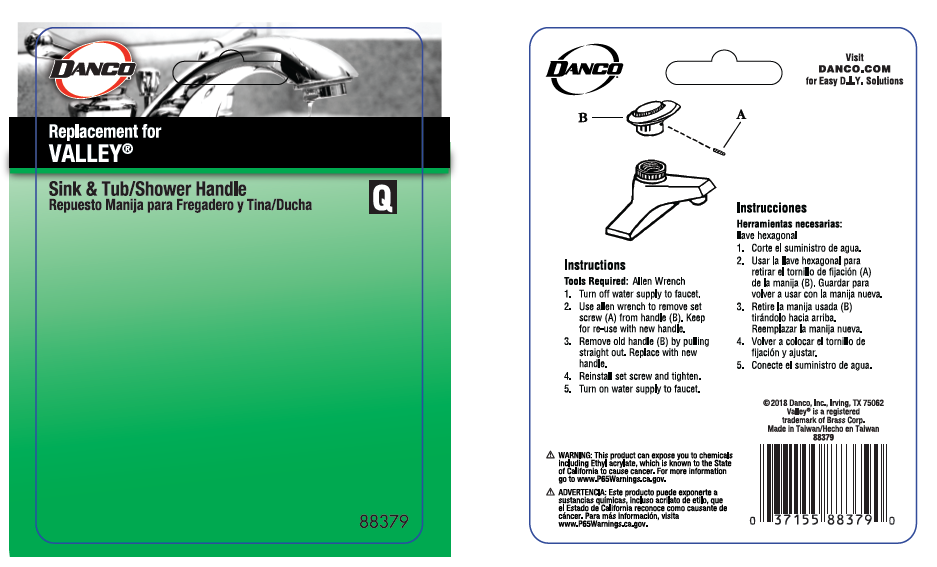 DANCO®
Replacement for
VALLEY®
Sink & Tub/Shower Handle
Repuesto Manija para Fregadero y Tina/Ducha
Q
88379
DANCO®
Visit
DANCO.COM
for Easy D.I.Y. Solutions
B
A
Instructions
Tools Required: Allen Wrench
1. Turn off water supply to faucet.
2. Use allen wrench to remove set
screw (A) from handle (B). Keep
for re-use with new handle.
3. Remove old handle (B) by pulling
straight out. Replace with new
handle.
4. Reinstall set screw and tighten.
5. Turn on water supply to faucet.
Instrucciones
Herramientas necesarias:
llave hexagonal
1. Corte el suministro de agua.
2. Usar la llave hexagonal para
retirar el tornillo de fijación (A)
de la manija (B). Guardar para
volver a usar con la manija nueva.
3. Retire la manija usada (B)
tirándolo hacia arriba.
Reemplazar la manija nueva.
4. Volver a colocar el tornillo de
fijación y ajustar.
5. Conecte el suministro de agua.
©2018 Danco, Inc., Irving, TX 75062
Valley® is a registered
trademark of Brass Corp.
Made in Taiwan/Hecho en Taiwan
88379
⚠ WARNING: This product can expose you to chemicals
including Ethyl acrylate, which is known to the State
of California to cause cancer. For more information
go to www.P65Warnings.ca.gov.
⚠ ADVERTENCIA: Este producto puede exponerte a
sustancias químicas, incluso acrilato de etilo, que
el Estado de California reconoce como causante de
cáncer. Para más información, visita
www.P65Warnings.ca.gov.
0 37155 88379 0